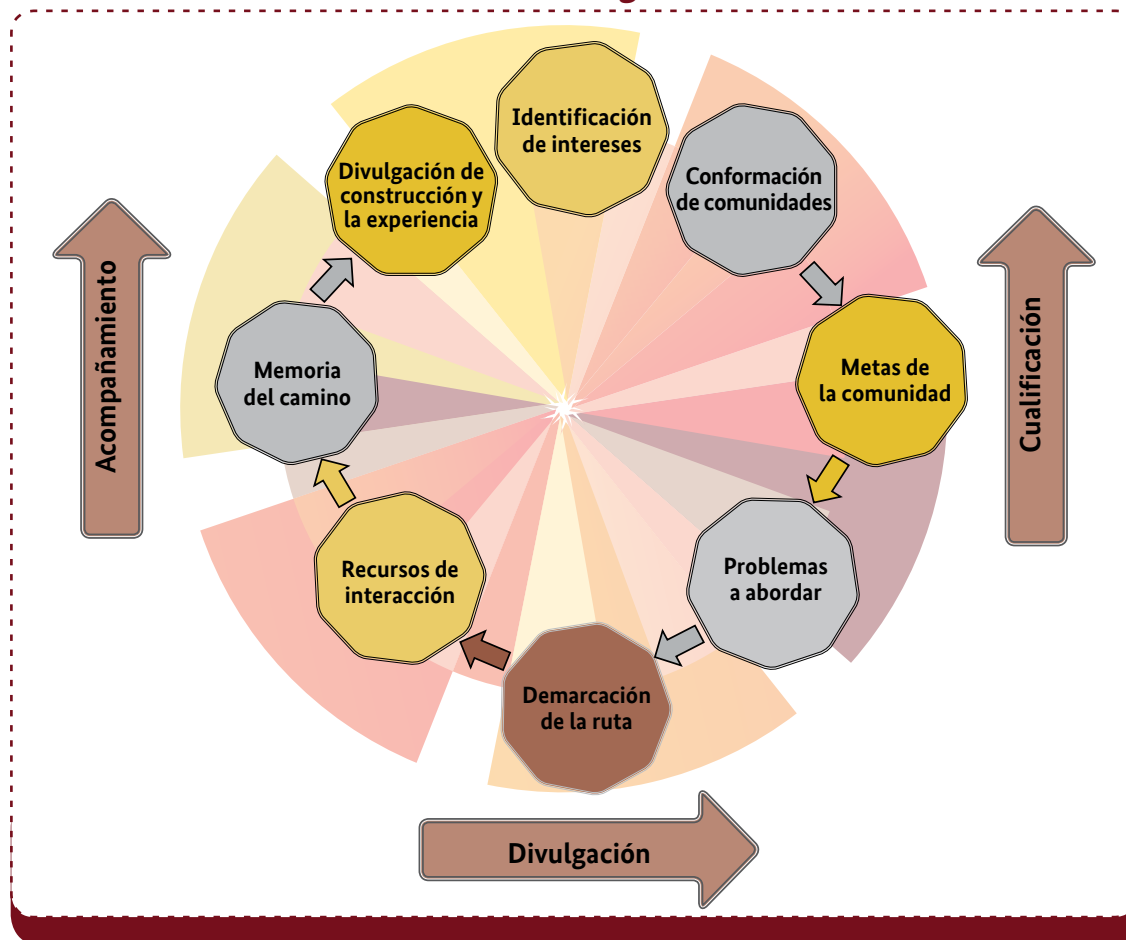 Identificación
de intereses
Conformación
de comunidades
Metas de
la comunidad
Problemas
a abordar
Demarcación
de la ruta
Recursos de
interacción
Memoria
del camino
Divulgación de
construcción y
la experiencia
Acompañamiento
Cualificación
Divulgación